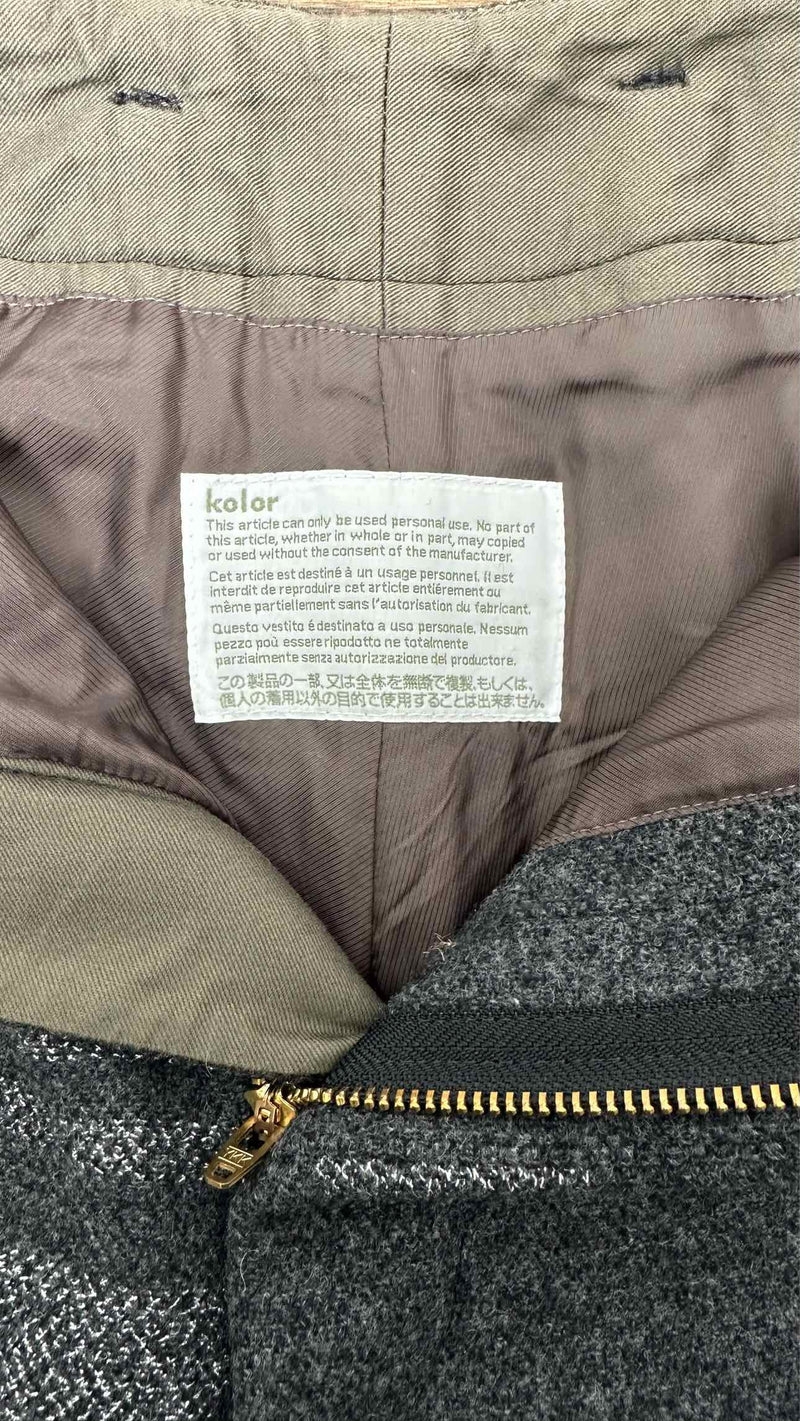 kolor
This article can only be used personal use. No part of
this article, whether in whole or in part, may copied
or used without the consent of the manufacturer.
Cet article est destiné à un usage personnel. Il est
interdit de reproduire cet article entiérement ou
même partiellement sans l'autorisation du fabricant.
Questo vestito é destinato a uso personale. Nessum
pezzo poù essere ripodotto ne totalmente
parzialmente senza autorizzazione del productore.
この製品の一部、又は全体を無断で複製、もしくは、
個人の着用以外の目的で使用することは出来ません。